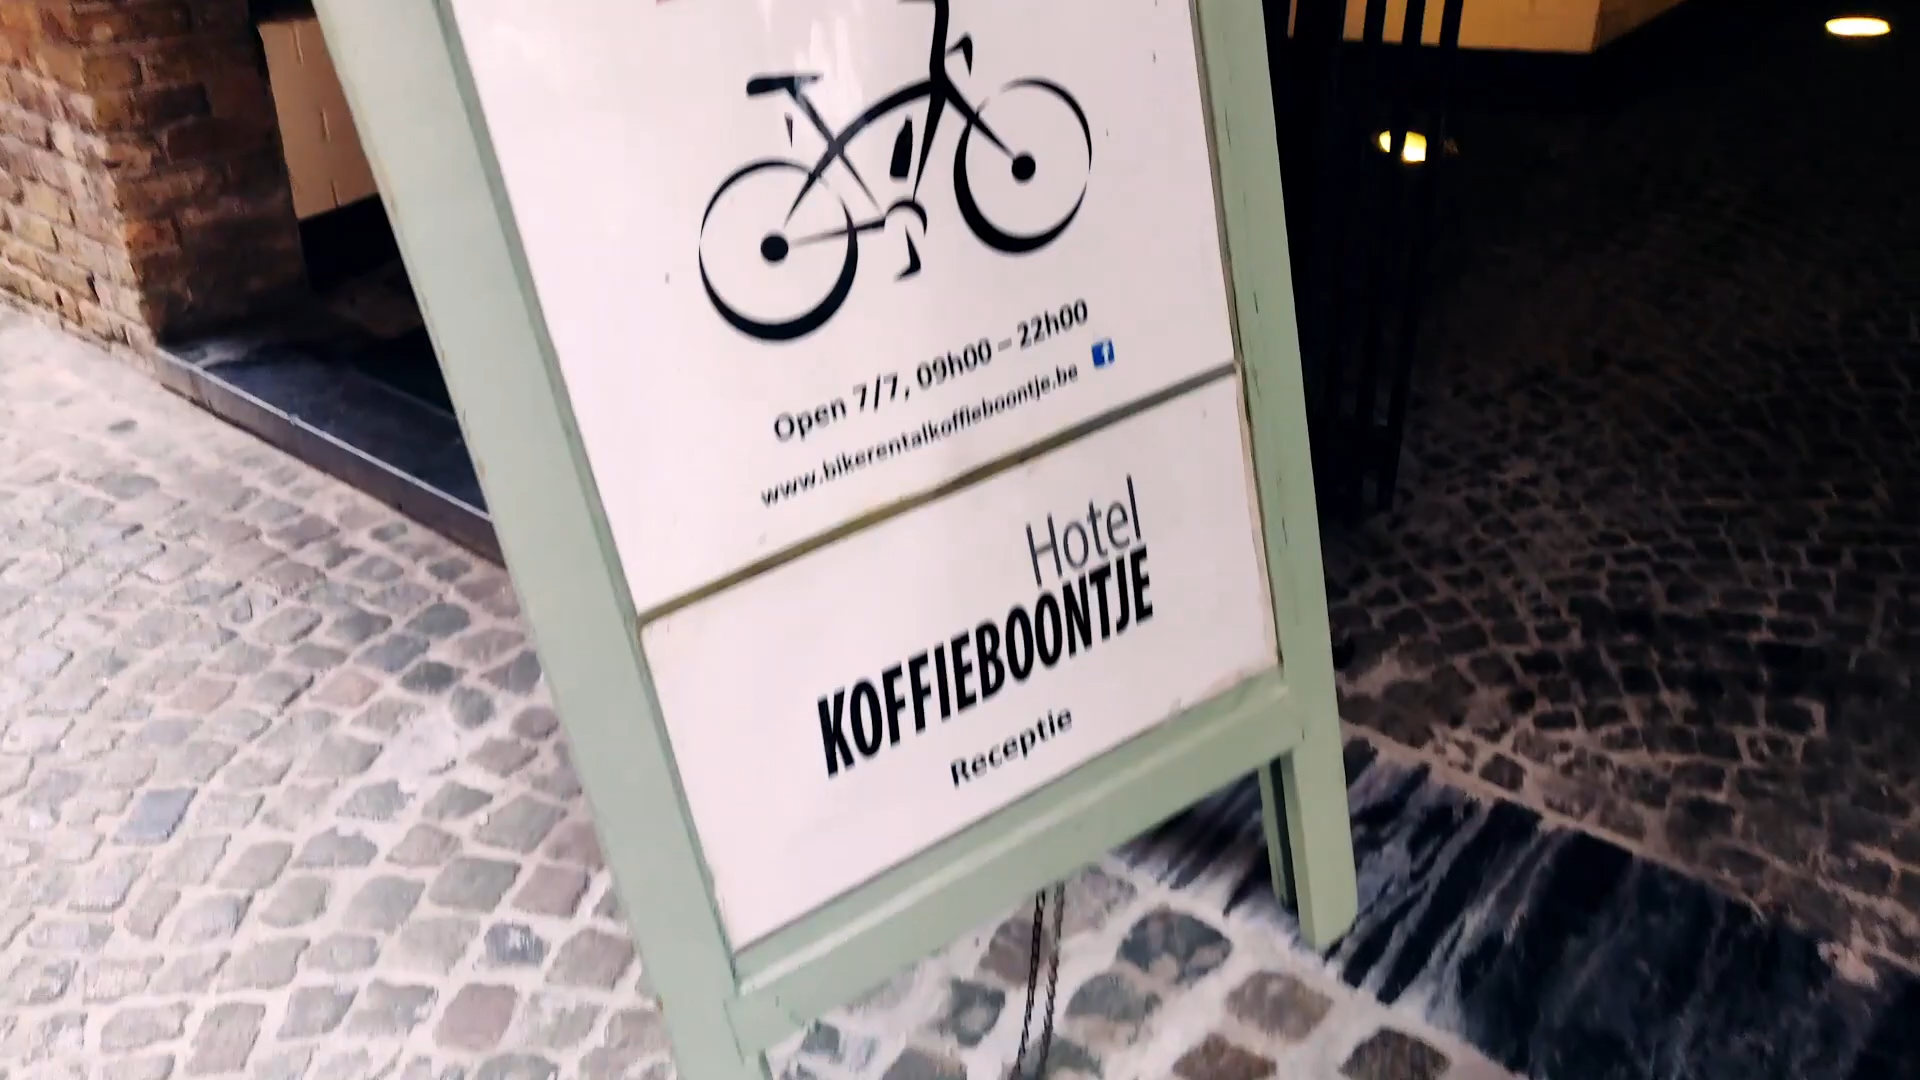 Open 7/7, 09h00 – 22h00
www.bikerentalkoffieboontje.be
Hotel
KOFFIEBOONTJE
Receptie